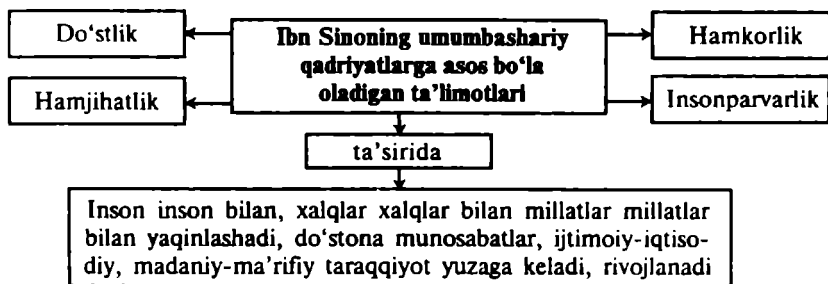 Do‘stlik
Ibn Sinoning umumbashariy
qadriyatlarga asos bo‘la
oladigan ta’limotlari
Hamkorlik
Hamjihatlik
Insonparvarlik
ta’sirida
Inson inson bilan, xalqlar xalqlar bilan millatlar millatlar
bilan yaqinlashadi, do‘stona munosabatlar, ijtimoiy-iqtiso-
diy, madaniy-ma’rifiy taraqqiyot yuzaga keladi, rivojlanadi